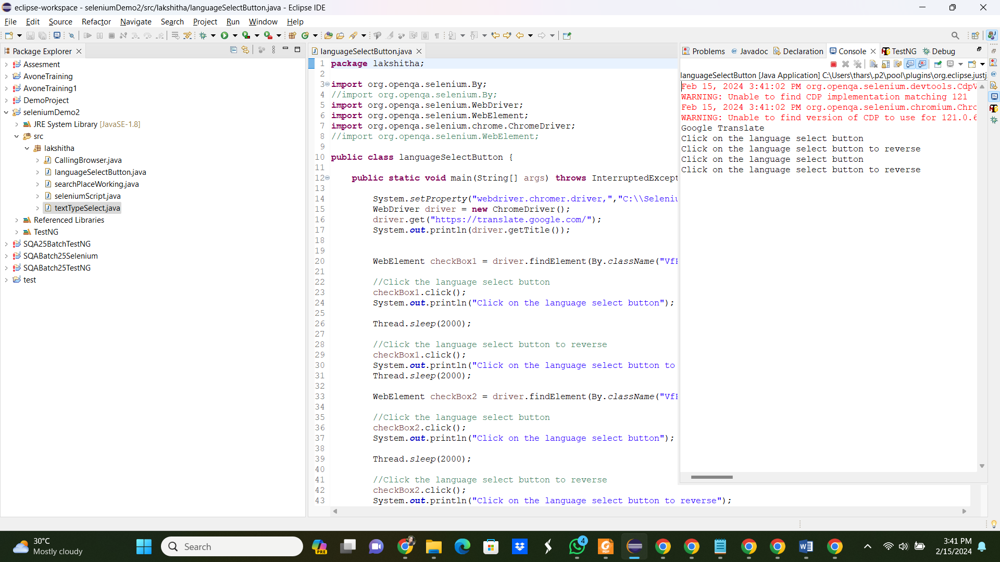 eclipse-workspace - seleniumDemo2/src/lakshitha/languageSelectButton.java - Eclipse IDE
File Edit Source Refactor Navigate Search Project Run Window Help
Package Explorer
Assesment
AvoneTraining
AvoneTraining1
DemoProject
seleniumDemo2
JRE System Library [JavaSE-1.8]
src
lakshitha
CallingBrowser.java
languageSelectButton.java
searchPlaceWorking.java
seleniumScript.java
textTypeSelect.java
Referenced Libraries
TestNG
SQA25BatchTestNG
SQABatch25Selenium
SQABatch25TestNG
test
languageSelectButton.java
1 package lakshitha;
2
3 import org.openqa.selenium.By;
4 //import org.openqa.selenium.By;
5 import org.openqa.selenium.WebDriver;
6 import org.openqa.selenium.WebElement;
7 import org.openqa.selenium.chrome.ChromeDriver;
8 //import org.openqa.selenium.WebElement;
9
10 public class languageSelectButton {
11
12 public static void main(String[] args) throws InterruptedExcept
13
14 System.setProperty("webdriver.chromer.driver,","C:\\Seleniu
15 WebDriver driver = new ChromeDriver();
16 driver.get("https://translate.google.com/");
17 System.out.println(driver.getTitle());
18
19
20 WebElement checkBox1 = driver.findElement(By.className("VfP
21
22 //Click the language select button
23 checkBox1.click();
24 System.out.println("Click on the language select button");
25
26 Thread.sleep(2000);
27
28 //Click the language select button to reverse
29 checkBox1.click();
30 System.out.println("Click on the language select button to
31 Thread.sleep(2000);
32
33 WebElement checkBox2 = driver.findElement(By.className("VfP
34
35 //Click the language select button
36 checkBox2.click();
37 System.out.println("Click on the language select button");
38
39 Thread.sleep(2000);
40
41 //Click the language select button to reverse
42 checkBox2.click();
43 System.out.println("Click on the language select button to reverse");
Problems Javadoc Declaration Console TestNG Debug
languageSelectButton [Java Application] C:\Users\thars\.p2\pool\plugins\org.eclipse.justj
Feb 15, 2024 3:41:02 PM org.openqa.selenium.devtools.CdpV
WARNING: Unable to find CDP implementation matching 121
Feb 15, 2024 3:41:02 PM org.openqa.selenium.chromium.Chro
WARNING: Unable to find version of CDP to use for 121.0.6
Google Translate
Click on the language select button
Click on the language select button to reverse
Click on the language select button
Click on the language select button to reverse
30°C
Mostly cloudy
Search
PRE
4
PDF
3:41 PM
2/15/2024